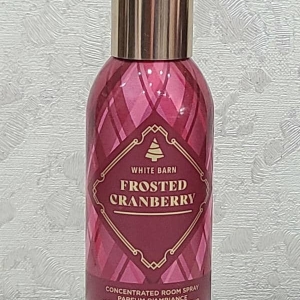 WHITE BARN
FROSTED
CRANBERRY
CONCENTRATED ROOM SPRAY
PARFUM D'AMBIANCE